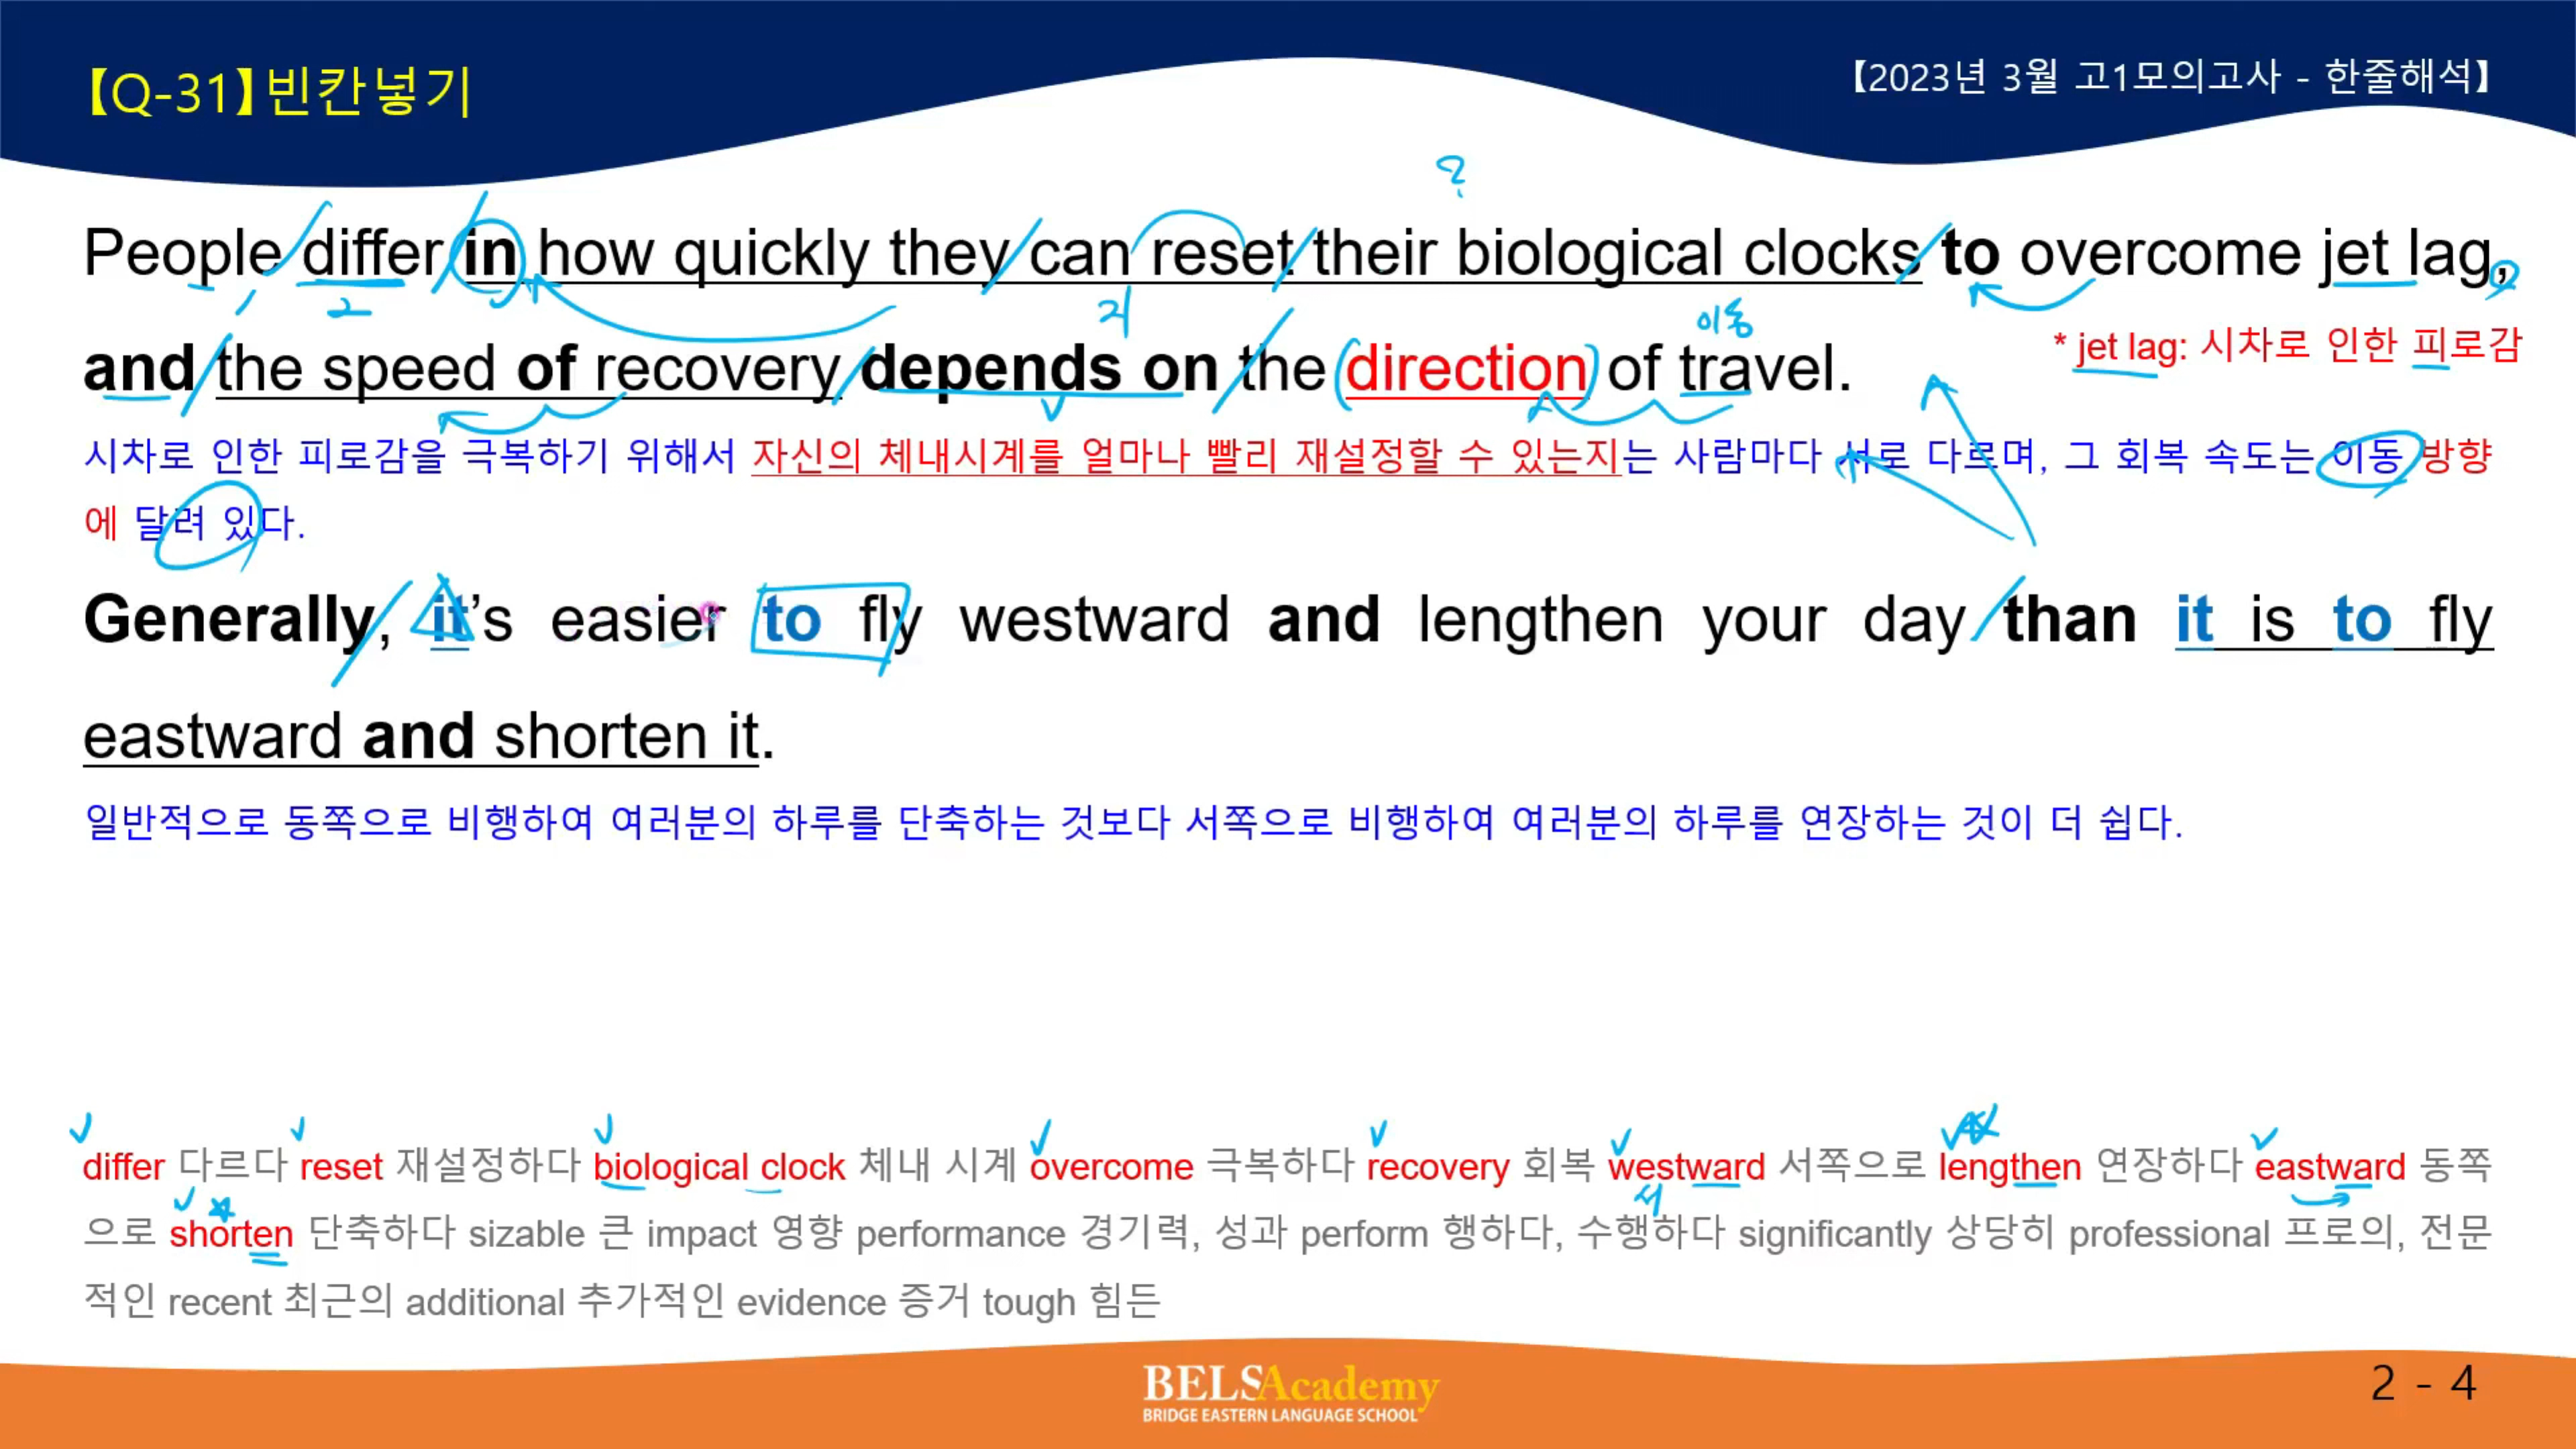 【Q-31】빈칸넣기
【2023년 3월 고1모의고사 - 한줄해석】
?
People differ in how quickly they can reset their biological clocks to overcome jet lag,
이동
and the speed of recovery depends on the direction of travel.
* jet lag: 시차로 인한 피로감
시차로 인한 피로감을 극복하기 위해서 자신의 체내시계를 얼마나 빨리 재설정할 수 있는지는 사람마다 서로 다르며, 그 회복 속도는 이동 방향
에 달려 있다.
Generally, it's easier to fly westward and lengthen your day than it is to fly
eastward and shorten it.
일반적으로 동쪽으로 비행하여 여러분의 하루를 단축하는 것보다 서쪽으로 비행하여 여러분의 하루를 연장하는 것이 더 쉽다.
differ 다르다 reset 재설정하다 biological clock 체내 시계 overcome 극복하다 recovery 회복 westward 서쪽으로 lengthen 연장하다 eastward 동쪽
서
으로 shorten 단축하다 sizable 큰 impact 영향 performance 경기력, 성과 perform 행하다, 수행하다 significantly 상당히 professional 프로의, 전문
적인 recent 최근의 additional 추가적인 evidence 증거 tough 힘든
BELSAcademy
BRIDGE EASTERN LANGUAGE SCHOOL
2 - 4